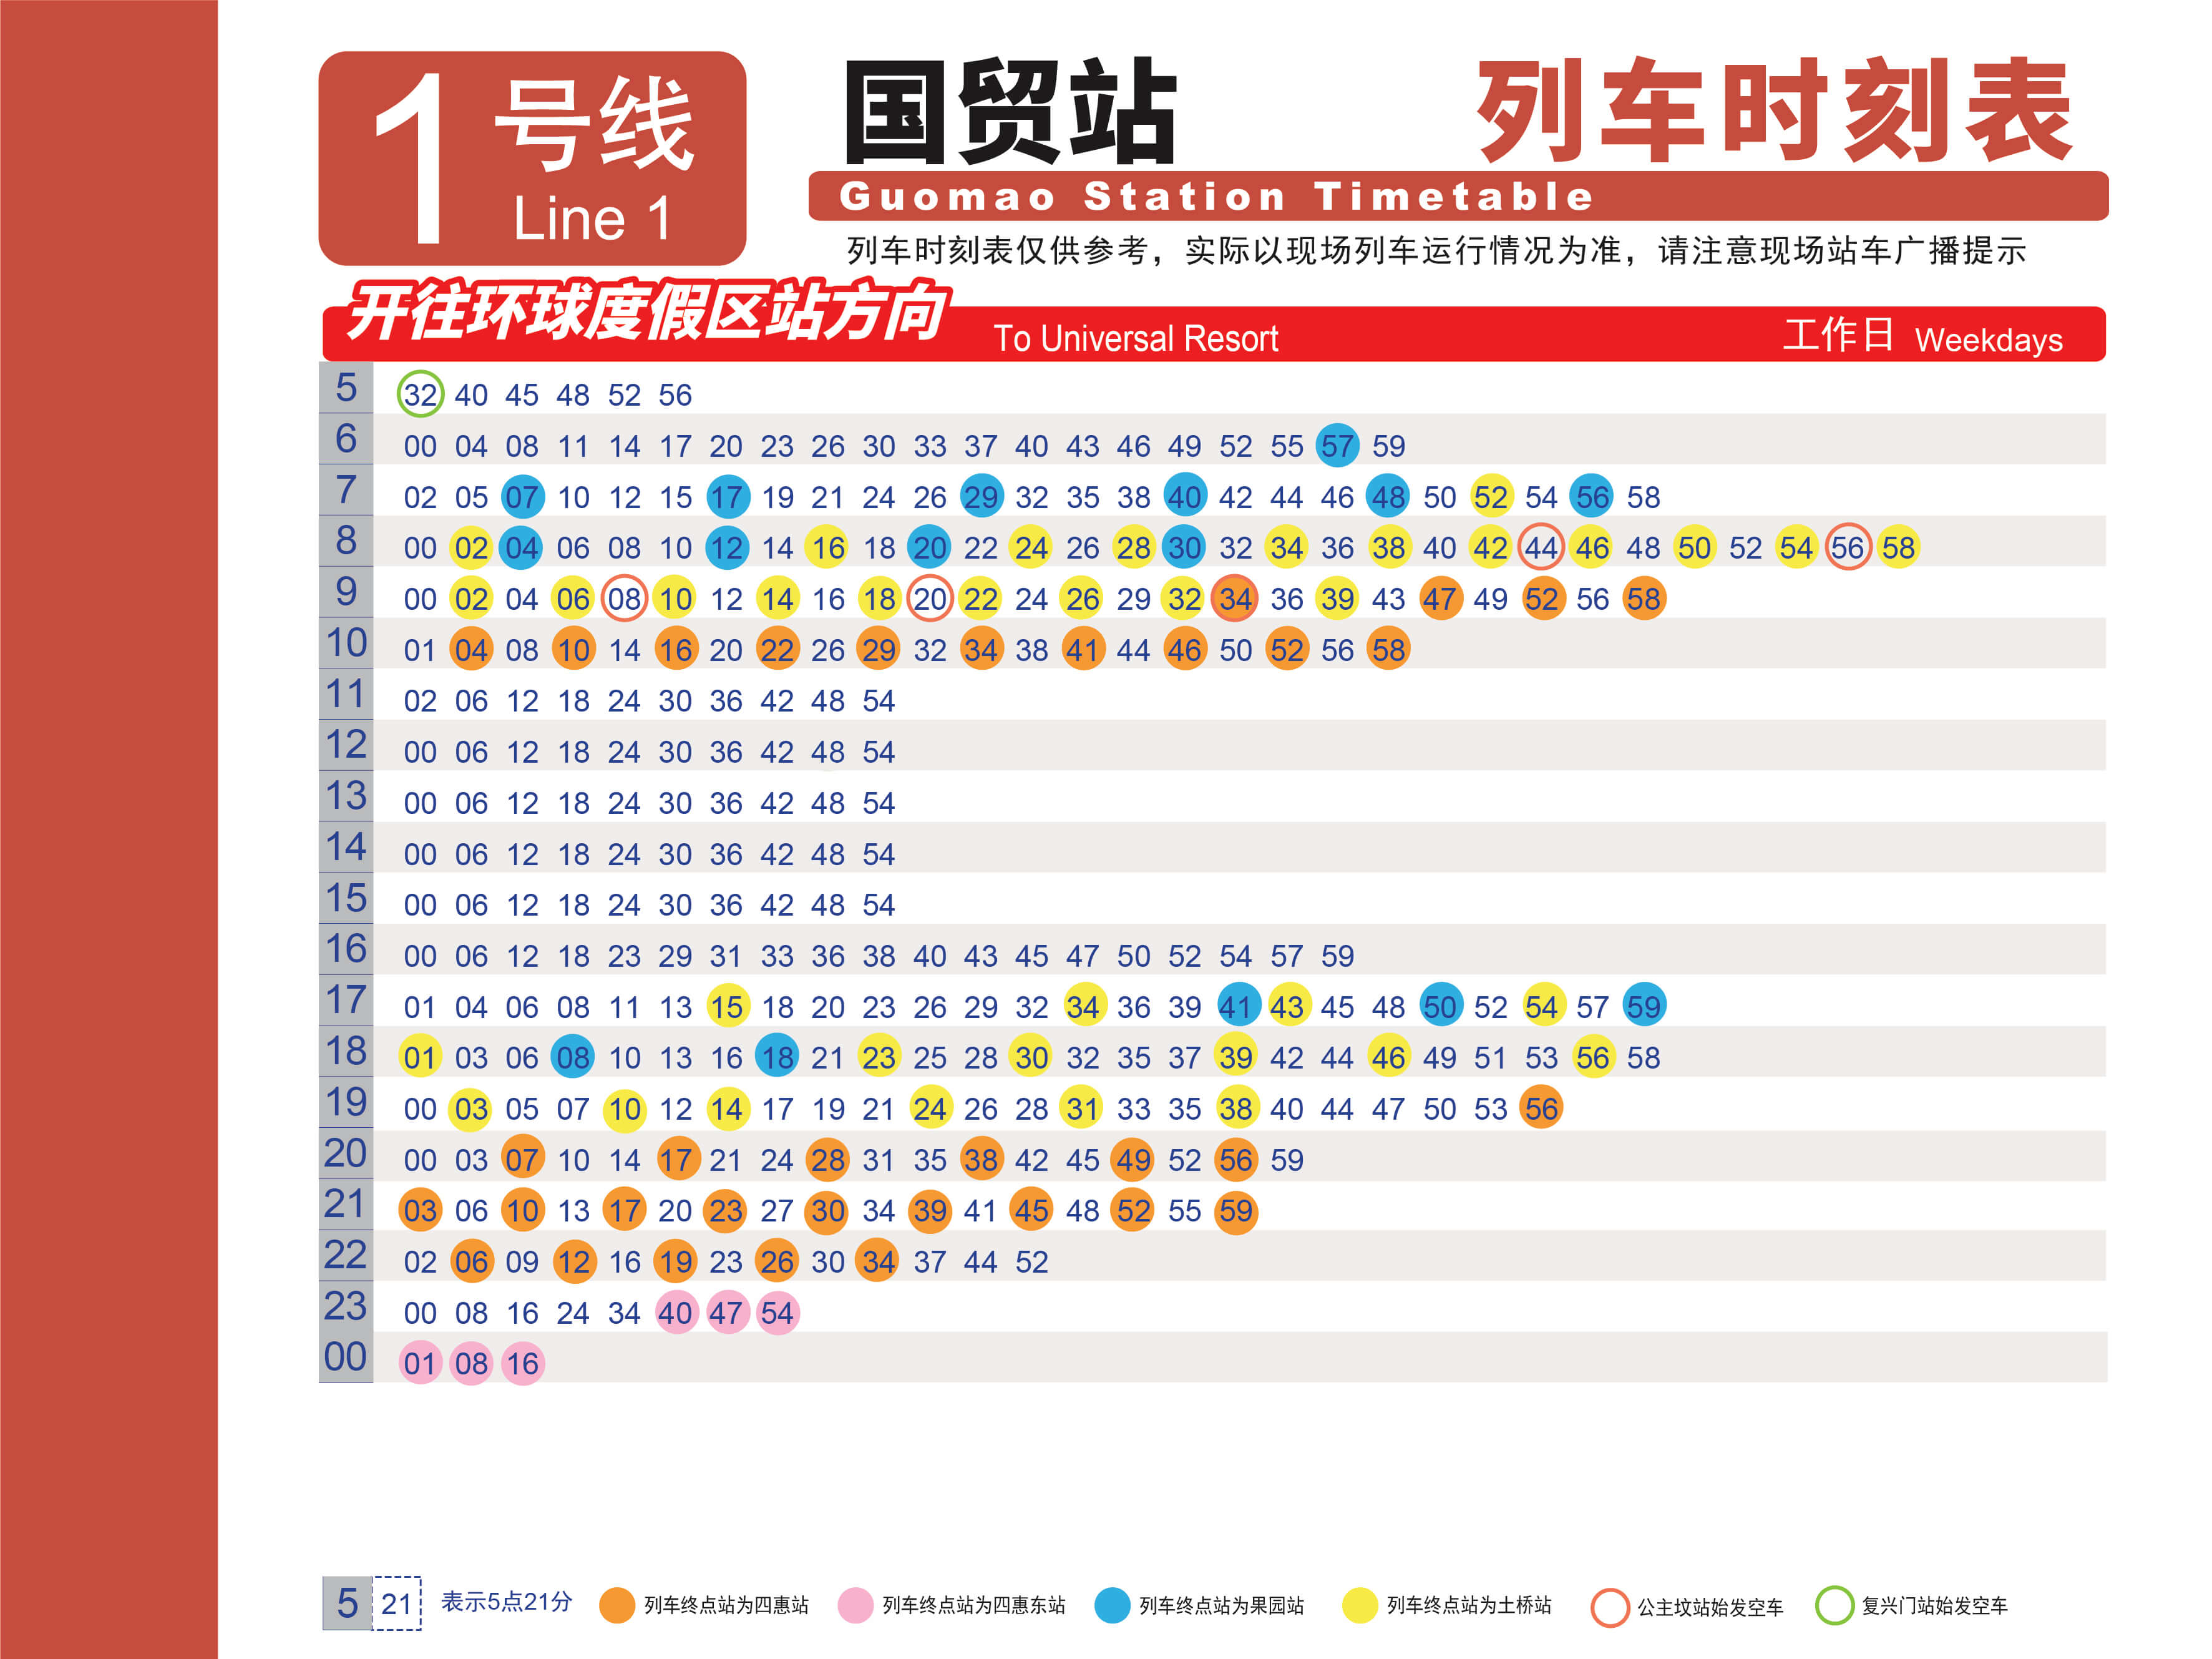 1号线
Line 1
国贸站 列车时刻表
Guomao Station Timetable
列车时刻表仅供参考，实际以现场列车运行情况为准，请注意现场站车广播提示
开往环球度假区站方向 To Universal Resort 工作日 Weekdays
5 32 40 45 48 52 56
6 00 04 08 11 14 17 20 23 26 30 33 37 40 43 46 49 52 55 57 59
7 02 05 07 10 12 15 17 19 21 24 26 29 32 35 38 40 42 44 46 48 50 52 54 56 58
8 00 02 04 06 08 10 12 14 16 18 20 22 24 26 28 30 32 34 36 38 40 42 44 46 48 50 52 54 56 58
9 00 02 04 06 08 10 12 14 16 18 20 22 24 26 29 32 34 36 39 43 47 49 52 56 58
10 01 04 08 10 14 16 20 22 26 29 32 34 38 41 44 46 50 52 56 58
11 02 06 12 18 24 30 36 42 48 54
12 00 06 12 18 24 30 36 42 48 54
13 00 06 12 18 24 30 36 42 48 54
14 00 06 12 18 24 30 36 42 48 54
15 00 06 12 18 24 30 36 42 48 54
16 00 06 12 18 23 29 31 33 36 38 40 43 45 47 50 52 54 57 59
17 01 04 06 08 11 13 15 18 20 23 26 29 32 34 36 39 41 43 45 48 50 52 54 57 59
18 01 03 06 08 10 13 16 18 21 23 25 28 30 32 35 37 39 42 44 46 49 51 53 56 58
19 00 03 05 07 10 12 14 17 19 21 24 26 28 31 33 35 38 40 44 47 50 53 56
20 00 03 07 10 14 17 21 24 28 31 35 38 42 45 49 52 56 59
21 03 06 10 13 17 20 23 27 30 34 39 41 45 48 52 55 59
22 02 06 09 12 16 19 23 26 30 34 37 44 52
23 00 08 16 24 34 40 47 54
00 01 08 16
5 21 表示5点21分 列车终点站为四惠站 列车终点站为四惠东站 列车终点站为果园站 列车终点站为土桥站 公主坟站始发空车 复兴门站始发空车